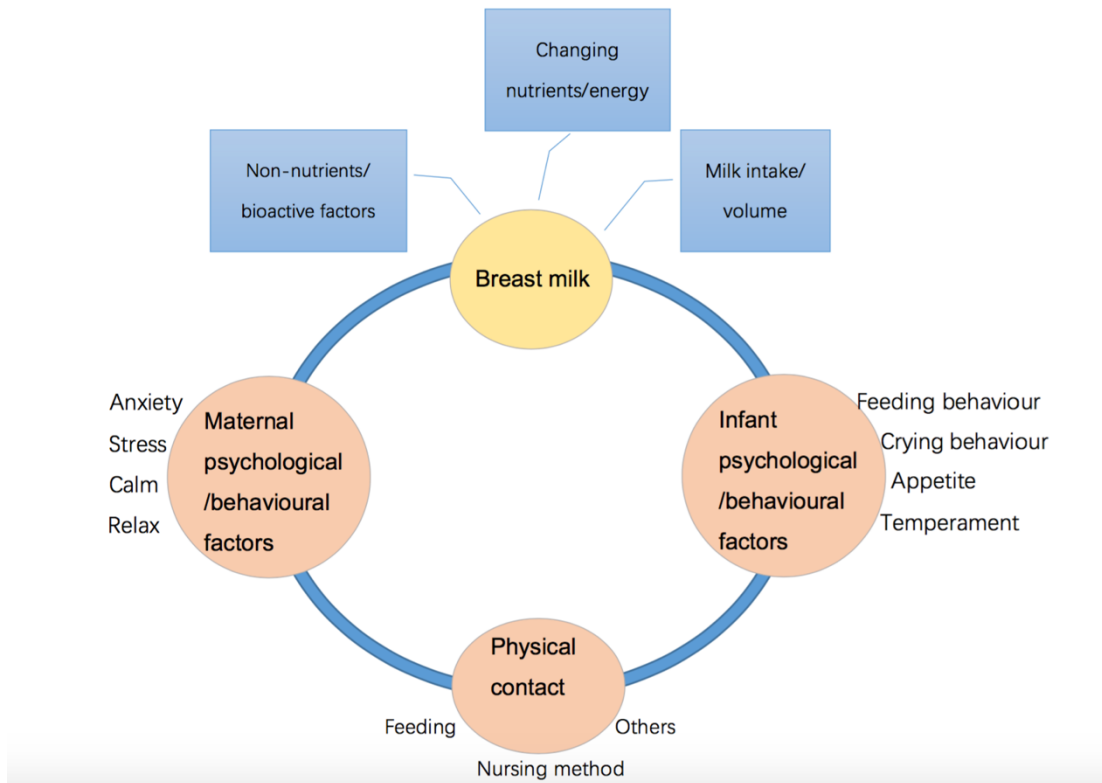 Changing
nutrients/energy
Non-nutrients/
bioactive factors
Milk intake/
volume
Breast milk
Anxiety
Stress
Calm
Relax
Maternal
psychological
/behavioural
factors
Infant
psychological
/behavioural
factors
Feeding behaviour
Crying behaviour
Appetite
Temperament
Physical
contact
Feeding
Others
Nursing method